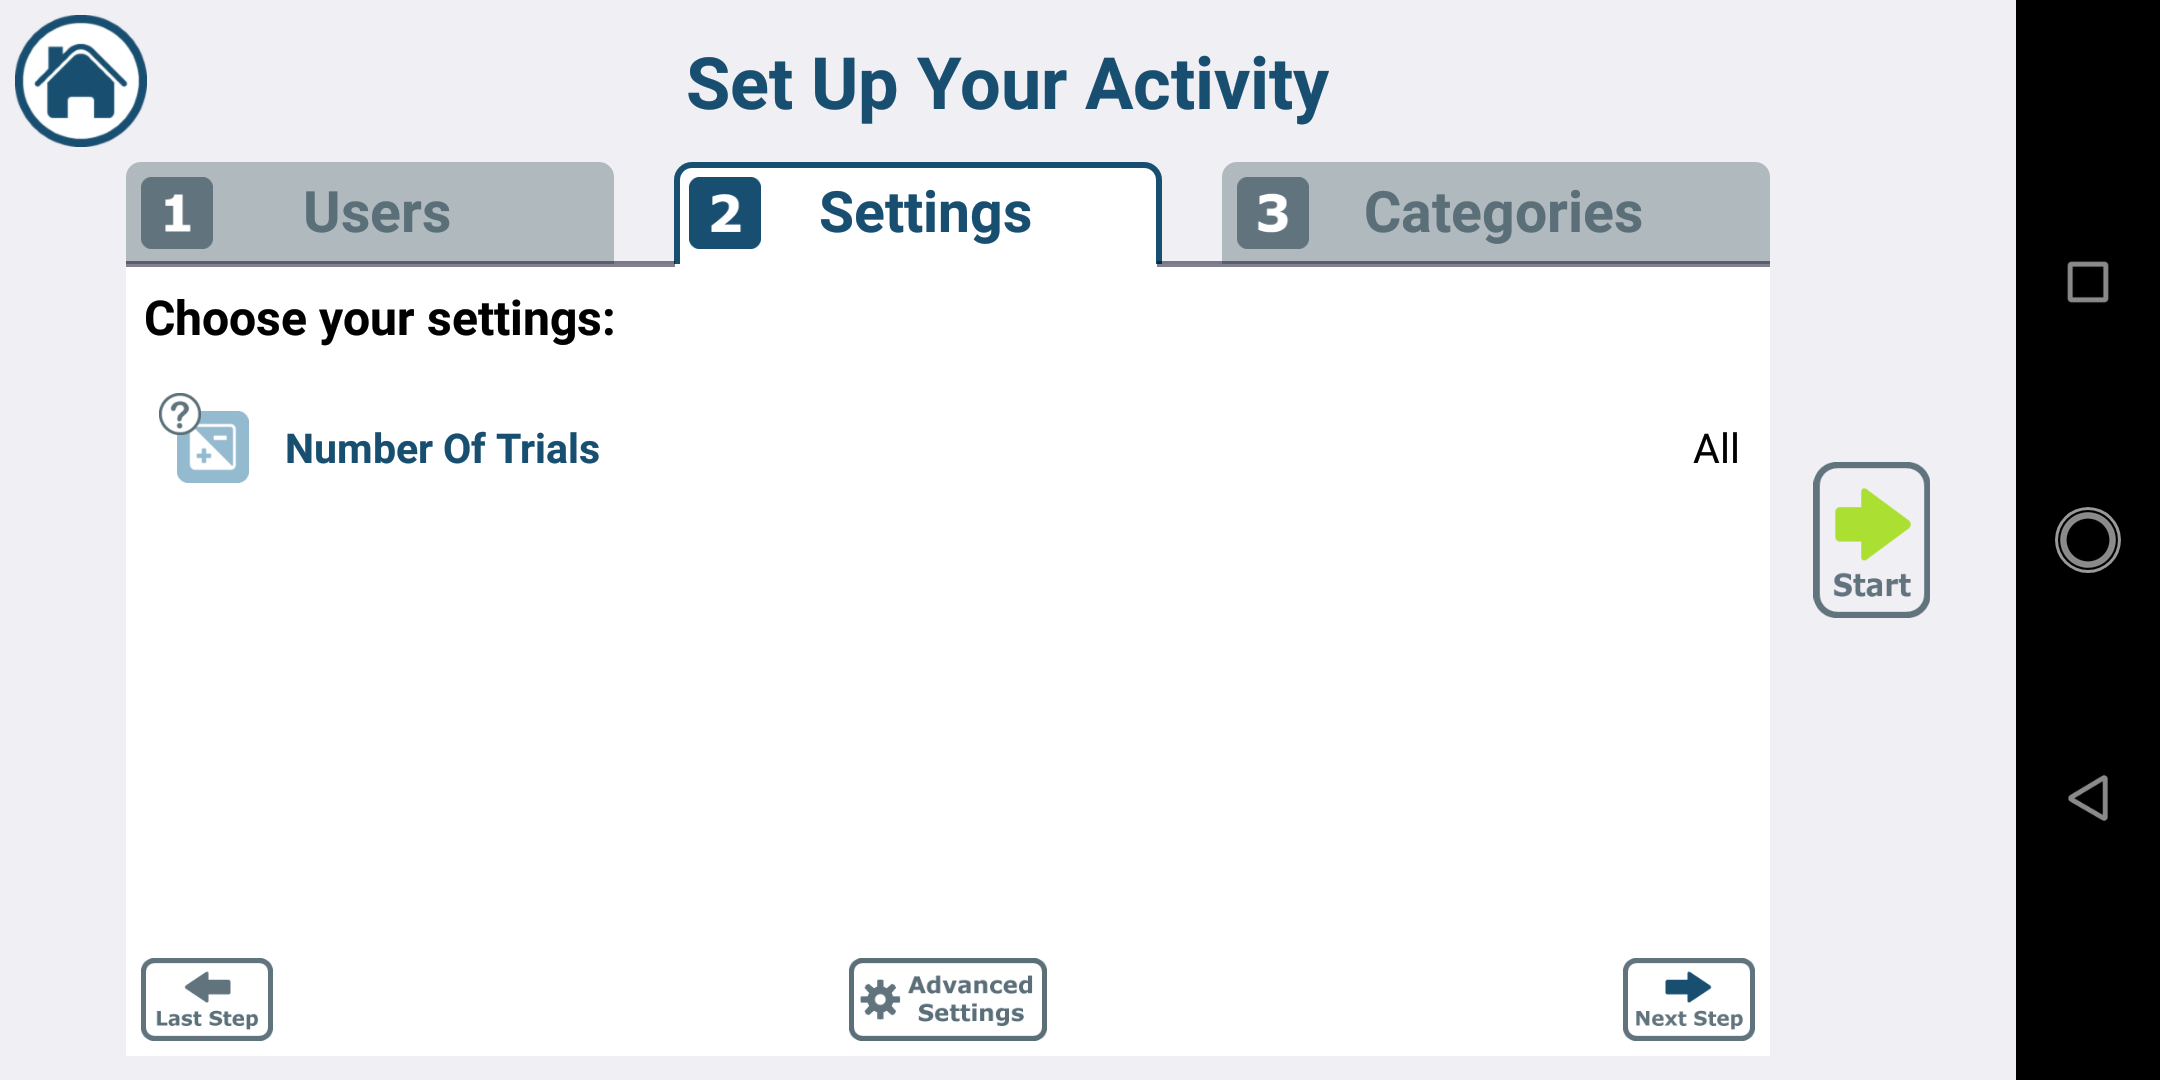 Set Up Your Activity
1 Users
2 Settings
3 Categories
Choose your settings:
?
Number Of Trials
All
Start
Last Step
Advanced
Settings
Next Step